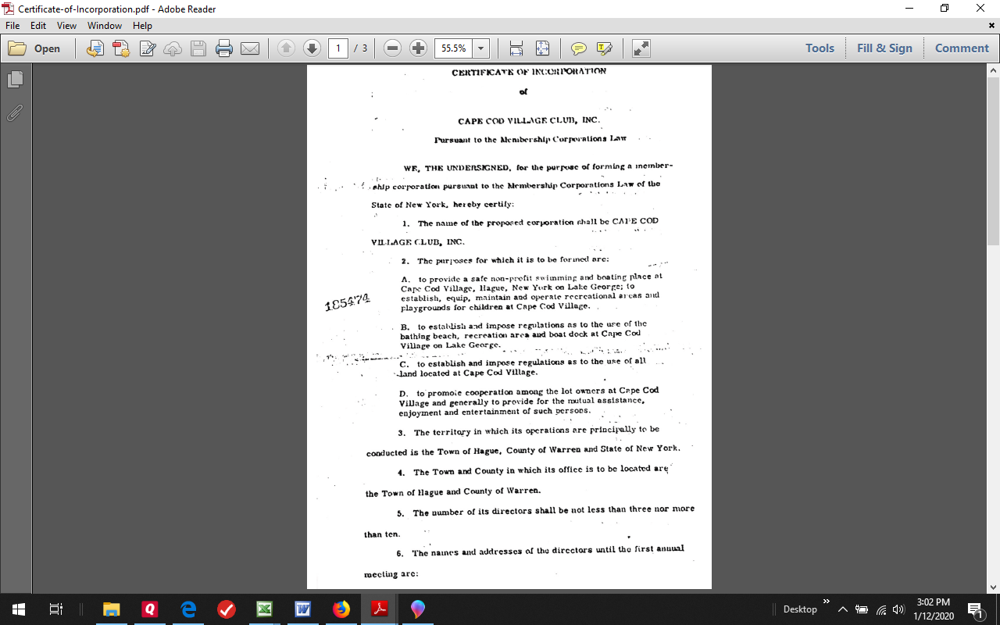 Certificate-of-Incorporation.pdf - Adobe Reader
File Edit View Window Help
Open 1 / 3 55.5% Tools Fill & Sign Comment
CERTIFICATE OF INCORPORATION
of
CAPE COD VILLAGE CLUB, INC.
Pursuant to the Membership Corporations Law
WE, THE UNDERSIGNED, for the purpose of forming a member-
ship corporation pursuant to the Membership Corporations Law of the
State of New York, hereby certify:
1. The name of the proposed corporation shall be CAPE COD
VILLAGE CLUB, INC.
2. The purposes for which it is to be formed are:
A. to provide a safe non-profit swimming and boating place at
Cape Cod Village, Hague, New York on Lake George; to
establish, equip, maintain and operate recreational areas and
playgrounds for children at Cape Cod Village.
185474
B. to establish and impose regulations as to the use of the
bathing beach, recreation area and boat dock at Cape Cod
Village on Lake George.
C. to establish and impose regulations as to the use of all
land located at Cape Cod Village.
D. to promote cooperation among the lot owners at Cape Cod
Village and generally to provide for the mutual assistance,
enjoyment and entertainment of such persons.
3. The territory in which its operations are principally to be
conducted is the Town of Hague, County of Warren and State of New York.
4. The Town and County in which its office is to be located are
the Town of Hague and County of Warren.
5. The number of its directors shall be not less than three nor more
than ten.
6. The names and addresses of the directors until the first annual
meeting are:
Desktop
3:02 PM
1/12/2020
1